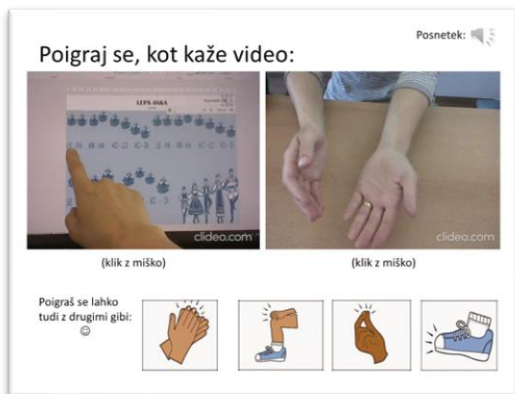 Posnetek:
Poigraj se, kot kaže video:
LEPA ANKA
clideo.com
clideo.com
(klik z miško)
(klik z miško)
Poigraš se lahko
tudi z drugimi gibi:
☺